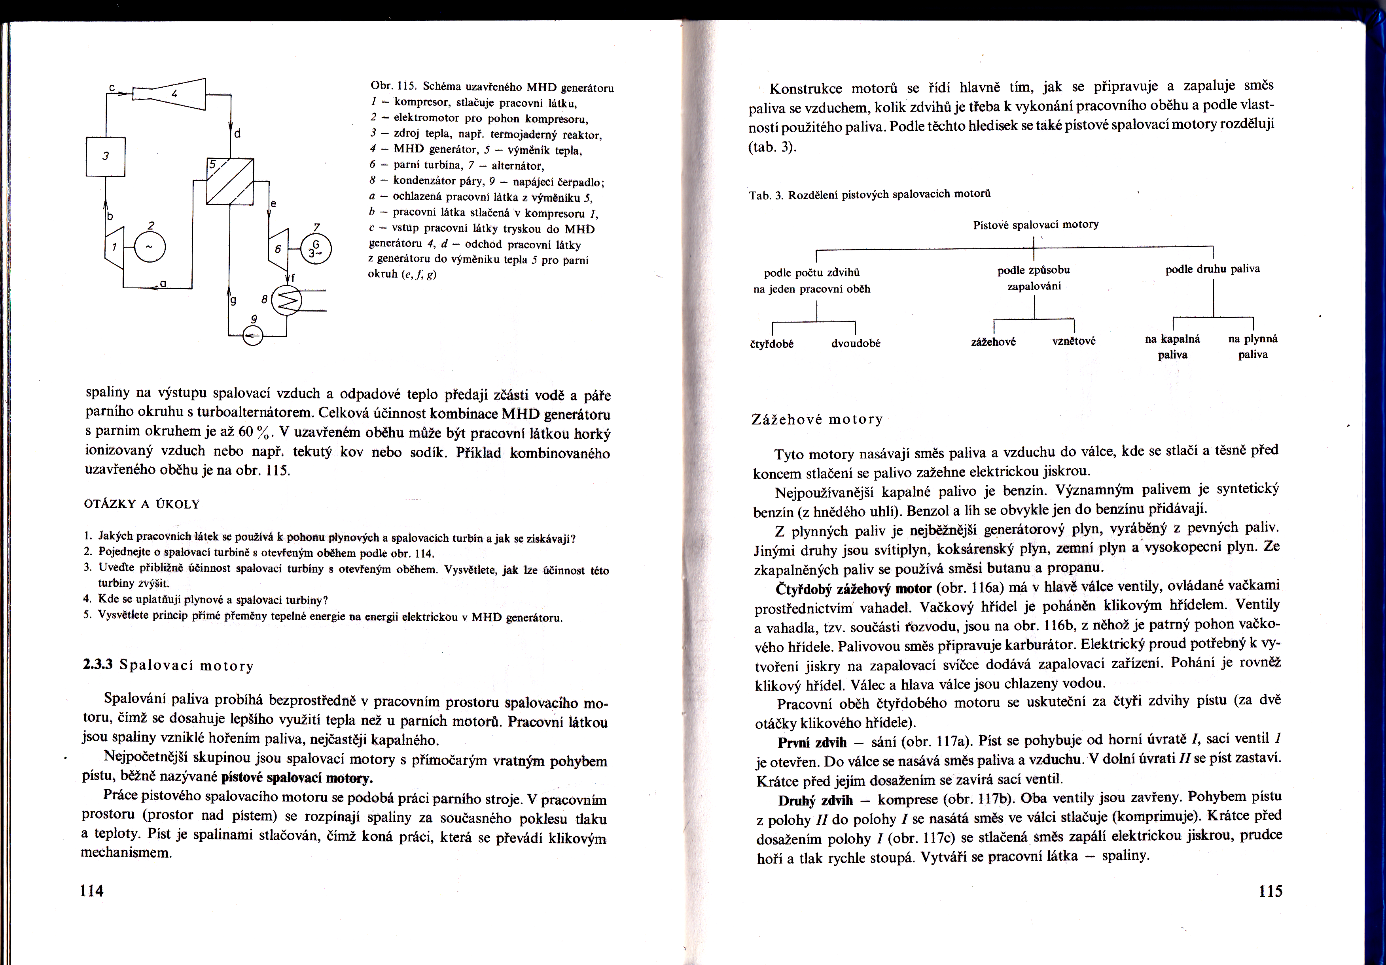 c
4
d
3
5
b
e
2
7
1
~
6
G
3~
a
f
g
8
9
Obr. 115. Schéma uzavřeného MHD generátoru
1 — kompresor, stlačuje pracovní látku,
2 — elektromotor pro pohon kompresoru,
3 — zdroj tepla, např. termojaderný reaktor,
4 — MHD generátor, 5 — výměník tepla,
6 — parní turbína, 7 — alternátor,
8 — kondenzátor páry, 9 — napájecí čerpadlo;
a — ochlazená pracovní látka z výměníku 5,
b — pracovní látka stlačená v kompresoru 1,
c — vstup pracovní látky tryskou do MHD
generátoru 4, d — odchod pracovní látky
z generátoru do výměníku tepla 5 pro parní
okruh (e, f, g)
spaliny na výstupu spalovací vzduch a odpadové teplo předají zčásti vodě a páře
parního okruhu s turboalternátorem. Celková účinnost kombinace MHD generátoru
s parním okruhem je až 60 %. V uzavřeném oběhu může být pracovní látkou horký
ionizovaný vzduch nebo např. tekutý kov nebo sodík. Příklad kombinovaného
uzavřeného oběhu je na obr. 115.
OTÁZKY A ÚKOLY
1. Jakých pracovních látek se používá k pohonu plynových a spalovacích turbín a jak se získávají?
2. Pojednejte o spalovací turbíně s otevřeným oběhem podle obr. 114.
3. Uveďte přibližně účinnost spalovací turbíny s otevřeným oběhem. Vysvětlete, jak lze účinnost této
turbíny zvýšit.
4. Kde se uplatňují plynové a spalovací turbíny?
5. Vysvětlete princip přímé přeměny tepelné energie na energii elektrickou v MHD generátoru.
2.3.3 Spalovací motory
Spalování paliva probíhá bezprostředně v pracovním prostoru spalovacího mo-
toru, čímž se dosahuje lepšího využití tepla než u parních motorů. Pracovní látkou
jsou spaliny vzniklé hořením paliva, nejčastěji kapalného.
Nejpočetnější skupinou jsou spalovací motory s přímočarým vratným pohybem
pístu, běžně nazývané pístové spalovací motory.
Práce pístového spalovacího motoru se podobá práci parního stroje. V pracovním
prostoru (prostor nad pístem) se rozpínají spaliny za současného poklesu tlaku
a teploty. Píst je spalinami stlačován, čímž koná práci, která se převádí klikovým
mechanismem.
114
Konstrukce motorů se řídí hlavně tím, jak se připravuje a zapaluje směs
paliva se vzduchem, kolik zdvihů je třeba k vykonání pracovního oběhu a podle vlast-
ností použitého paliva. Podle těchto hledisek se také pístové spalovací motory rozdělují
(tab. 3).
Tab. 3. Rozdělení pístových spalovacích motorů
Pístové spalovací motory
podle počtu zdvihů
na jeden pracovní oběh
podle způsobu
zapalování
podle druhu paliva
čtyřdobé
dvoudobé
zážehové
vznětové
na kapalná
paliva
na plynná
paliva
Zážehové motory
Tyto motory nasávají směs paliva a vzduchu do válce, kde se stlačí a těsně před
koncem stlačení se palivo zažehne elektrickou jiskrou.
Nejpoužívanější kapalné palivo je benzín. Významným palivem je syntetický
benzín (z hnědého uhlí). Benzol a líh se obvykle jen do benzínu přidávají.
Z plynných paliv je nejběžnější generátorový plyn, vyráběný z pevných paliv.
Jinými druhy jsou svítiplyn, koksárenský plyn, zemní plyn a vysokopecní plyn. Ze
zkapalněných paliv se používá směsi butanu a propanu.
Čtyřdobý zážehový motor (obr. 116a) má v hlavě válce ventily, ovládané vačkami
prostřednictvím vahadel. Vačkový hřídel je poháněn klikovým hřídelem. Ventily
a vahadla, tzv. součásti rozvodu, jsou na obr. 116b, z něhož je patrný pohon vačko-
vého hřídele. Palivovou směs připravuje karburátor. Elektrický proud potřebný k vy-
tvoření jiskry na zapalovací svíčce dodává zapalovací zařízení. Pohání je rovněž
klikový hřídel. Válec a hlava válce jsou chlazeny vodou.
Pracovní oběh čtyřdobého motoru se uskuteční za čtyři zdvihy pístu (za dvě
otáčky klikového hřídele).
První zdvih — sání (obr. 117a). Píst se pohybuje od horní úvratě I, sací ventil 1
je otevřen. Do válce se nasává směs paliva a vzduchu. V dolní úvrati II se píst zastaví.
Krátce před jejím dosažením se zavírá sací ventil.
Druhý zdvih — komprese (obr. 117b). Oba ventily jsou zavřeny. Pohybem pístu
z polohy II do polohy I se nasátá směs ve válci stlačuje (komprimuje). Krátce před
dosažením polohy I (obr. 117c) se stlačená směs zapálí elektrickou jiskrou, prudce
hoří a tlak rychle stoupá. Vytváří se pracovní látka — spaliny.
115